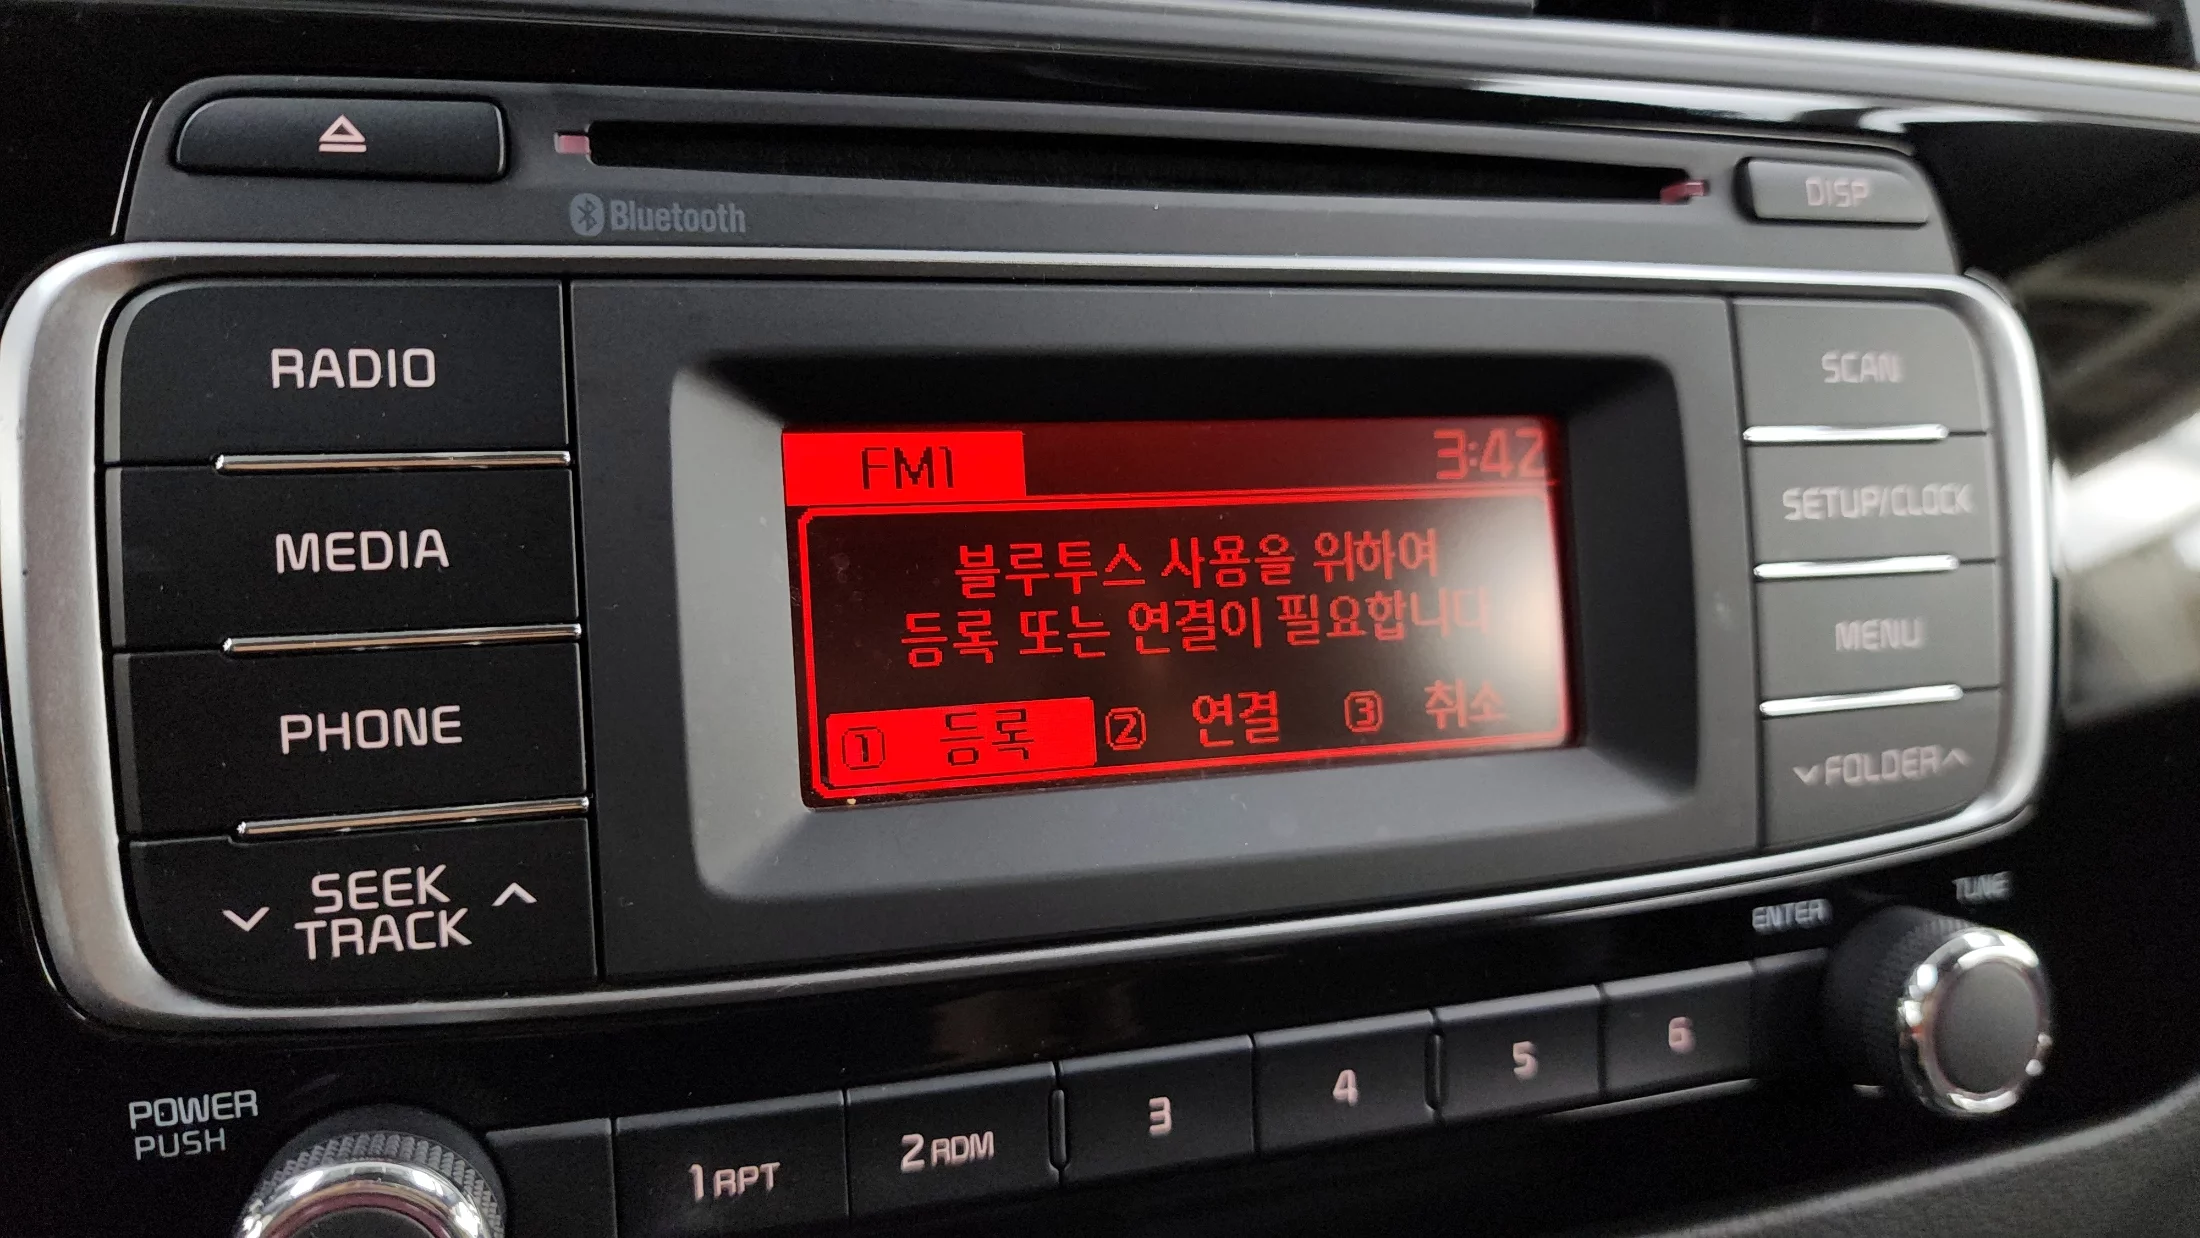 Bluetooth
DISP
RADIO
MEDIA
PHONE
SEEK
TRACK
FM1 3:42
블루투스 사용을 위하여
등록 또는 연결이 필요합니다
① 등록 ② 연결 ③ 취소
SCAN
SETUP/CLOCK
MENU
FOLDER
ENTER
TUNE
POWER
PUSH
1 RPT
2 RDM
3
4
5
6